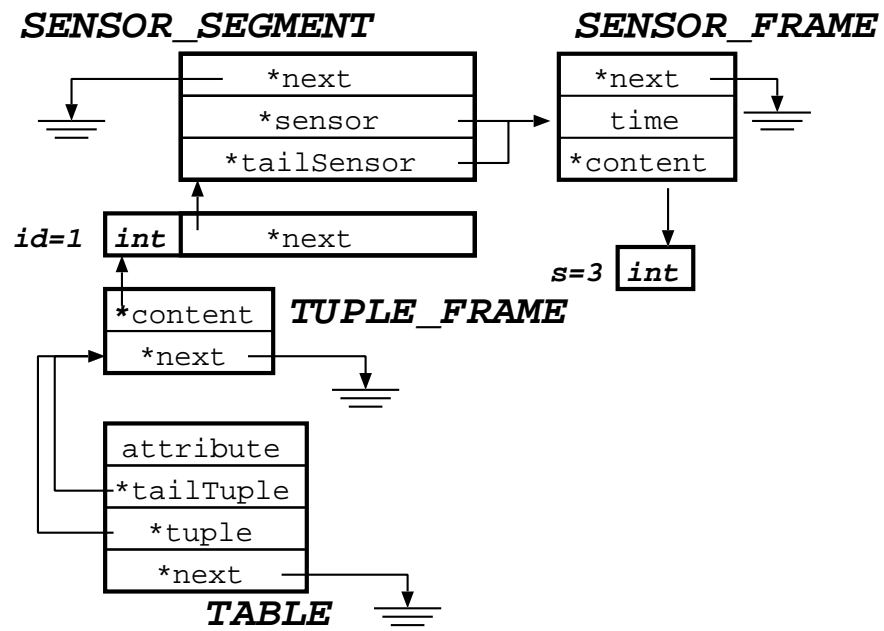 SENSOR_SEGMENT
SENSOR_FRAME
*next
*sensor
*tailSensor
*next
time
*content
id=1
int
*next
s=3
int
*content
*next
TUPLE_FRAME
attribute
*tailTuple
*tuple
*next
TABLE